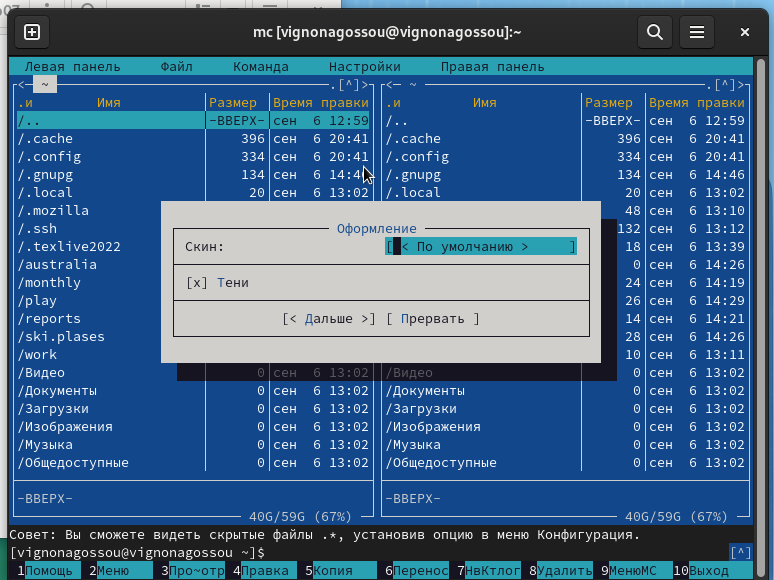 mc [vignonagossou@vignonagossou]:~
Левая панель Файл Команда Настройки Правая панель
<— ~ .[^]> <— ~ .[^]>
.и Имя Размер Время правки .и Имя Размер Время правки
/.. -ВВЕРХ- сен 6 12:59 /.. -ВВЕРХ- сен 6 12:59
/.cache 396 сен 6 20:41 /.cache 396 сен 6 20:41
/.config 334 сен 6 20:41 /.config 334 сен 6 20:41
/.gnupg 134 сен 6 14:46 /.gnupg 134 сен 6 14:46
/.local 20 сен 6 13:02 /.local 20 сен 6 13:02
/.mozilla 48 сен 6 13:10
/.ssh Оформление 132 сен 6 13:12
/.texlive2022 Скин: [< По умолчанию > ] 18 сен 6 13:39
/australia 0 сен 6 14:26
/monthly [x] Тени 24 сен 6 14:19
/play 26 сен 6 14:29
/reports [< Дальше >] [ Прервать ] 14 сен 6 14:21
/ski.plases 28 сен 6 14:26
/work 10 сен 6 13:11
/Видео 0 сен 6 13:02 /Видео 0 сен 6 13:02
/Документы 0 сен 6 13:02 /Документы 0 сен 6 13:02
/Загрузки 0 сен 6 13:02 /Загрузки 0 сен 6 13:02
/Изображения 0 сен 6 13:02 /Изображения 0 сен 6 13:02
/Музыка 0 сен 6 13:02 /Музыка 0 сен 6 13:02
/Общедоступные 0 сен 6 13:02 /Общедоступные 0 сен 6 13:02
-ВВЕРХ- -ВВЕРХ-
40G/59G (67%) 40G/59G (67%)
Совет: Вы сможете видеть скрытые файлы .*, установив опцию в меню Конфигурация.
[vignonagossou@vignonagossou ~]$ [^]
1Помощь 2Меню 3Про~отр 4Правка 5Копия 6Перенос 7НвКтлог 8Удалить 9МенюМС 10Выход